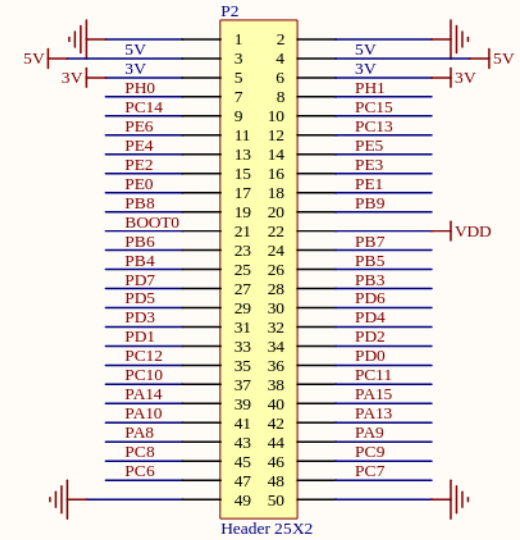 P2
1 2
5V 5V
5V 3 4 5V
3V 3V
3V 5 6 3V
PH0 PH1
7 8
PC14 PC15
9 10
PE6 PC13
11 12
PE4 PE5
13 14
PE2 PE3
15 16
PE0 PE1
17 18
PB8 PB9
19 20
BOOT0
21 22 VDD
PB6 PB7
23 24
PB4 PB5
25 26
PD7 PB3
27 28
PD5 PD6
29 30
PD3 PD4
31 32
PD1 PD2
33 34
PC12 PD0
35 36
PC10 PC11
37 38
PA14 PA15
39 40
PA10 PA13
41 42
PA8 PA9
43 44
PC8 PC9
45 46
PC6 PC7
47 48
49 50
Header 25X2